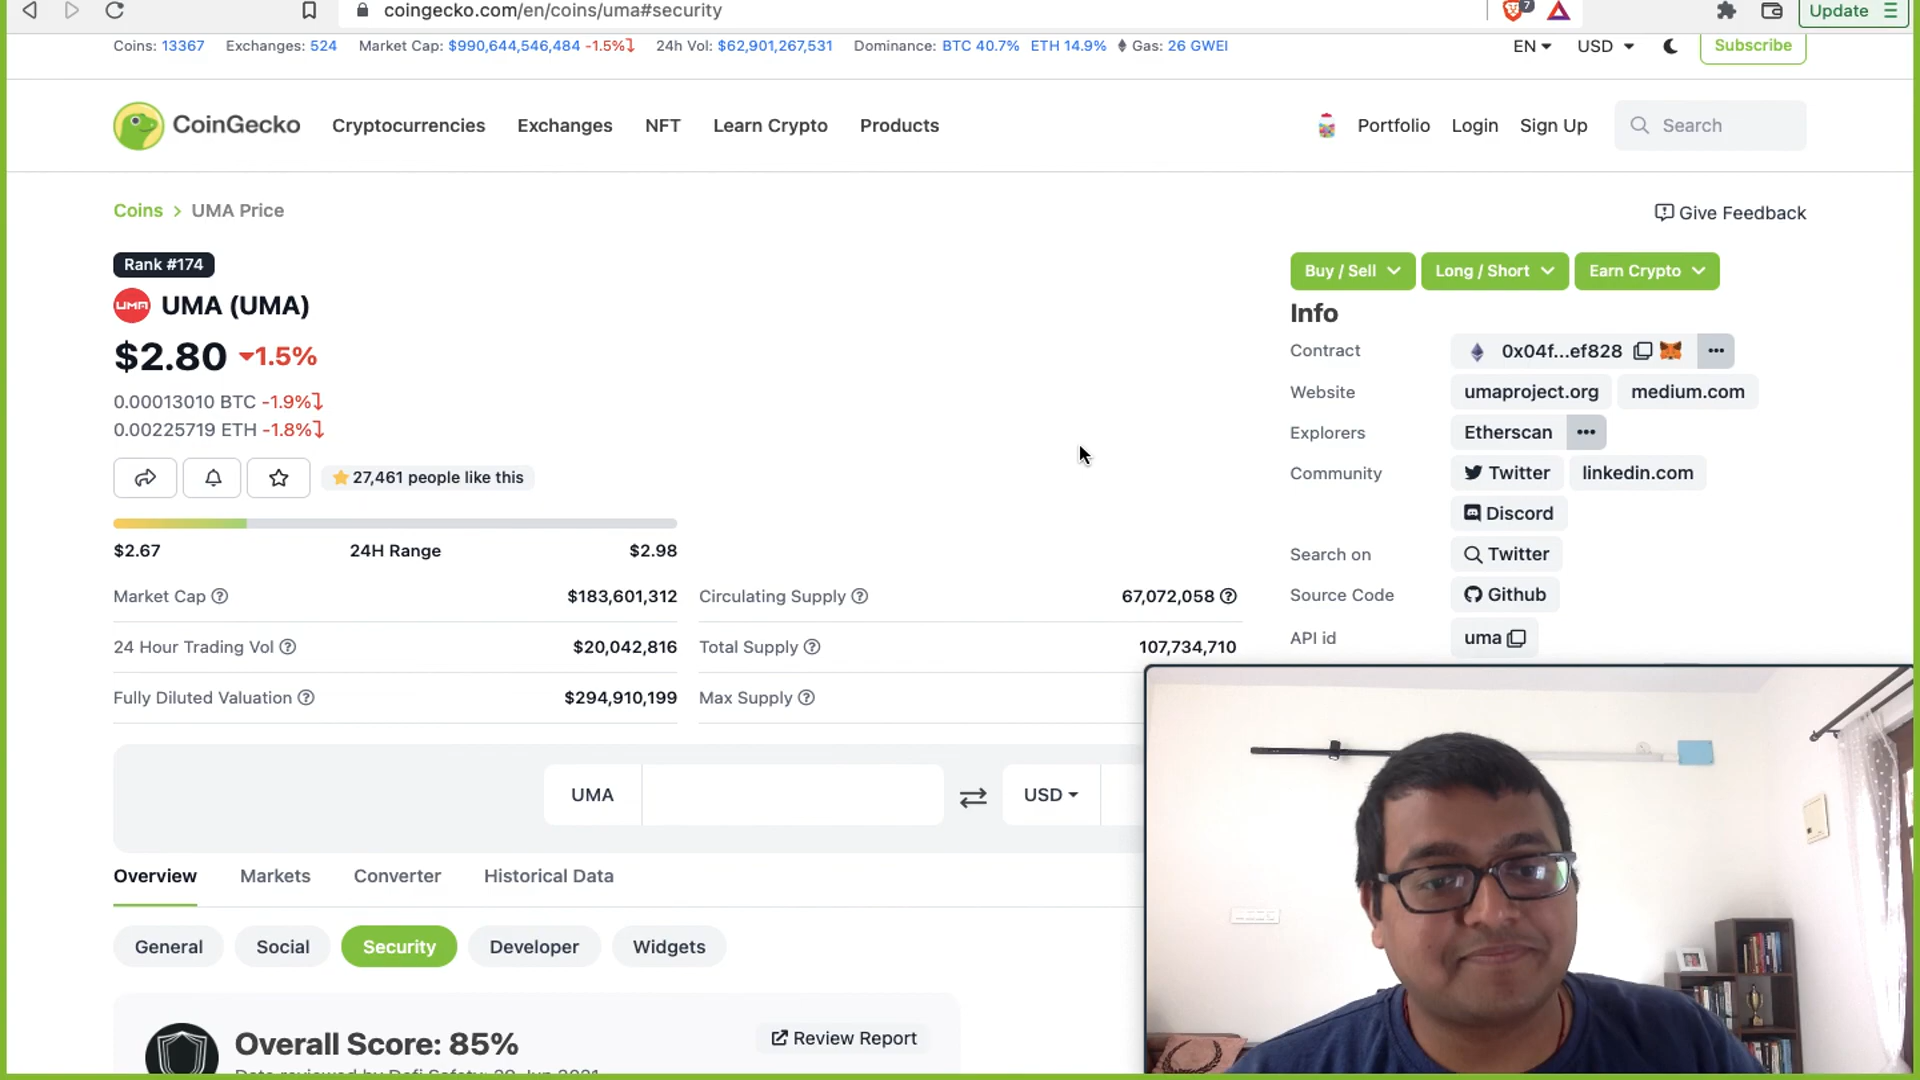 coingecko.com/en/coins/uma#security
7
Update
Coins: 13367 Exchanges: 524 Market Cap: $990,644,546,484 -1.5% 24h Vol: $62,901,267,531 Dominance: BTC 40.7% ETH 14.9% Gas: 26 GWEI
EN USD Subscribe
CoinGecko Cryptocurrencies Exchanges NFT Learn Crypto Products
Portfolio Login Sign Up Search
Coins > UMA Price
Give Feedback
Rank #174
UMA UMA (UMA)
$2.80 1.5%
0.00013010 BTC -1.9%
0.00225719 ETH -1.8%
27,461 people like this
$2.67 24H Range $2.98
Market Cap $183,601,312
Circulating Supply 67,072,058
24 Hour Trading Vol $20,042,816
Total Supply 107,734,710
Fully Diluted Valuation $294,910,199
Max Supply
Buy / Sell Long / Short Earn Crypto
Info
Contract 0x04f...ef828
Website umaproject.org medium.com
Explorers Etherscan
Community Twitter linkedin.com
Discord
Search on Twitter
Source Code Github
API id uma
UMA USD
Overview Markets Converter Historical Data
General Social Security Developer Widgets
Overall Score: 85%
Review Report